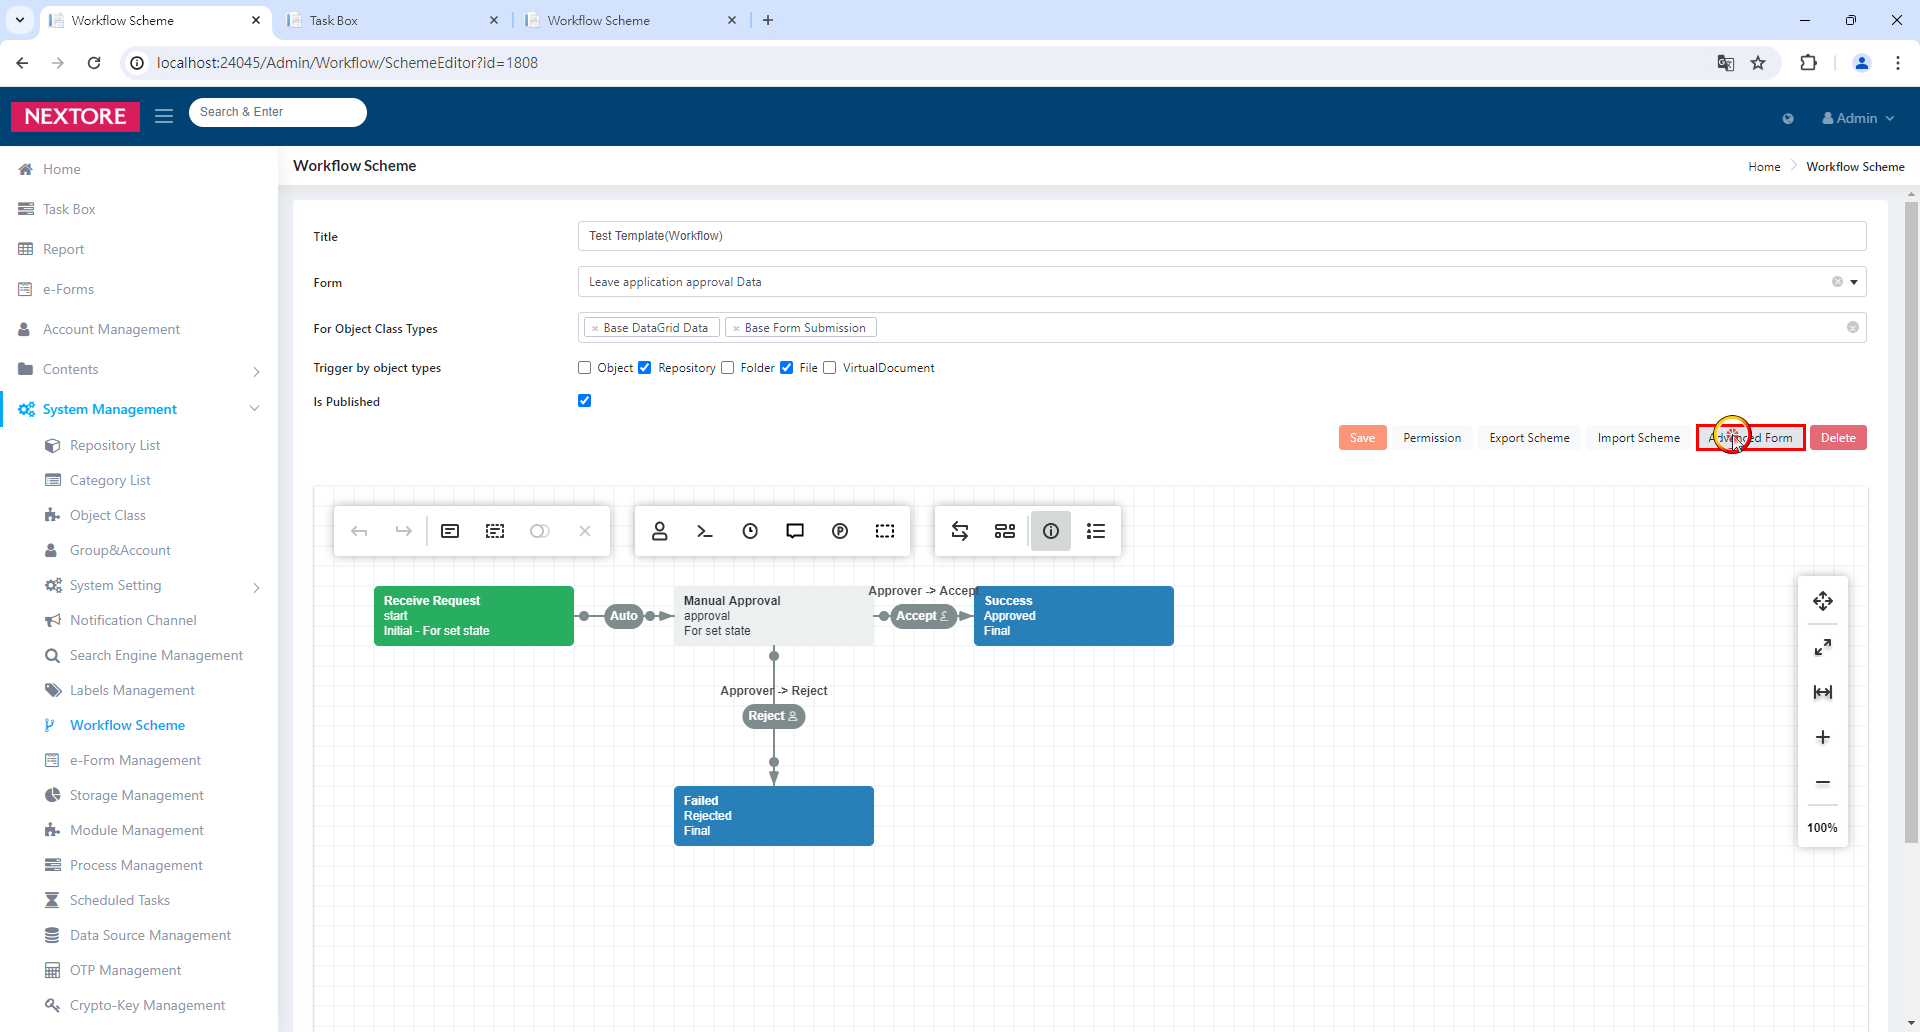 Workflow Scheme
Task Box
Workflow Scheme
localhost:24045/Admin/Workflow/SchemeEditor?id=1808
NEXTORE
Search & Enter
Admin
Home
Task Box
Report
e-Forms
Account Management
Contents
System Management
Repository List
Category List
Object Class
Group&Account
System Setting
Notification Channel
Search Engine Management
Labels Management
Workflow Scheme
e-Form Management
Storage Management
Module Management
Process Management
Scheduled Tasks
Data Source Management
OTP Management
Crypto-Key Management
Workflow Scheme
Home Workflow Scheme
Title
Test Template(Workflow)
Form
Leave application approval Data
For Object Class Types
× Base DataGrid Data × Base Form Submission
Trigger by object types
Object Repository Folder File VirtualDocument
Is Published
Save Permission Export Scheme Import Scheme Advanced Form Delete
Receive Request
start
Initial - For set state
Auto
Manual Approval
approval
For set state
Approver -> Accept
Accept
Success
Approved
Final
Approver -> Reject
Reject
Failed
Rejected
Final
100%